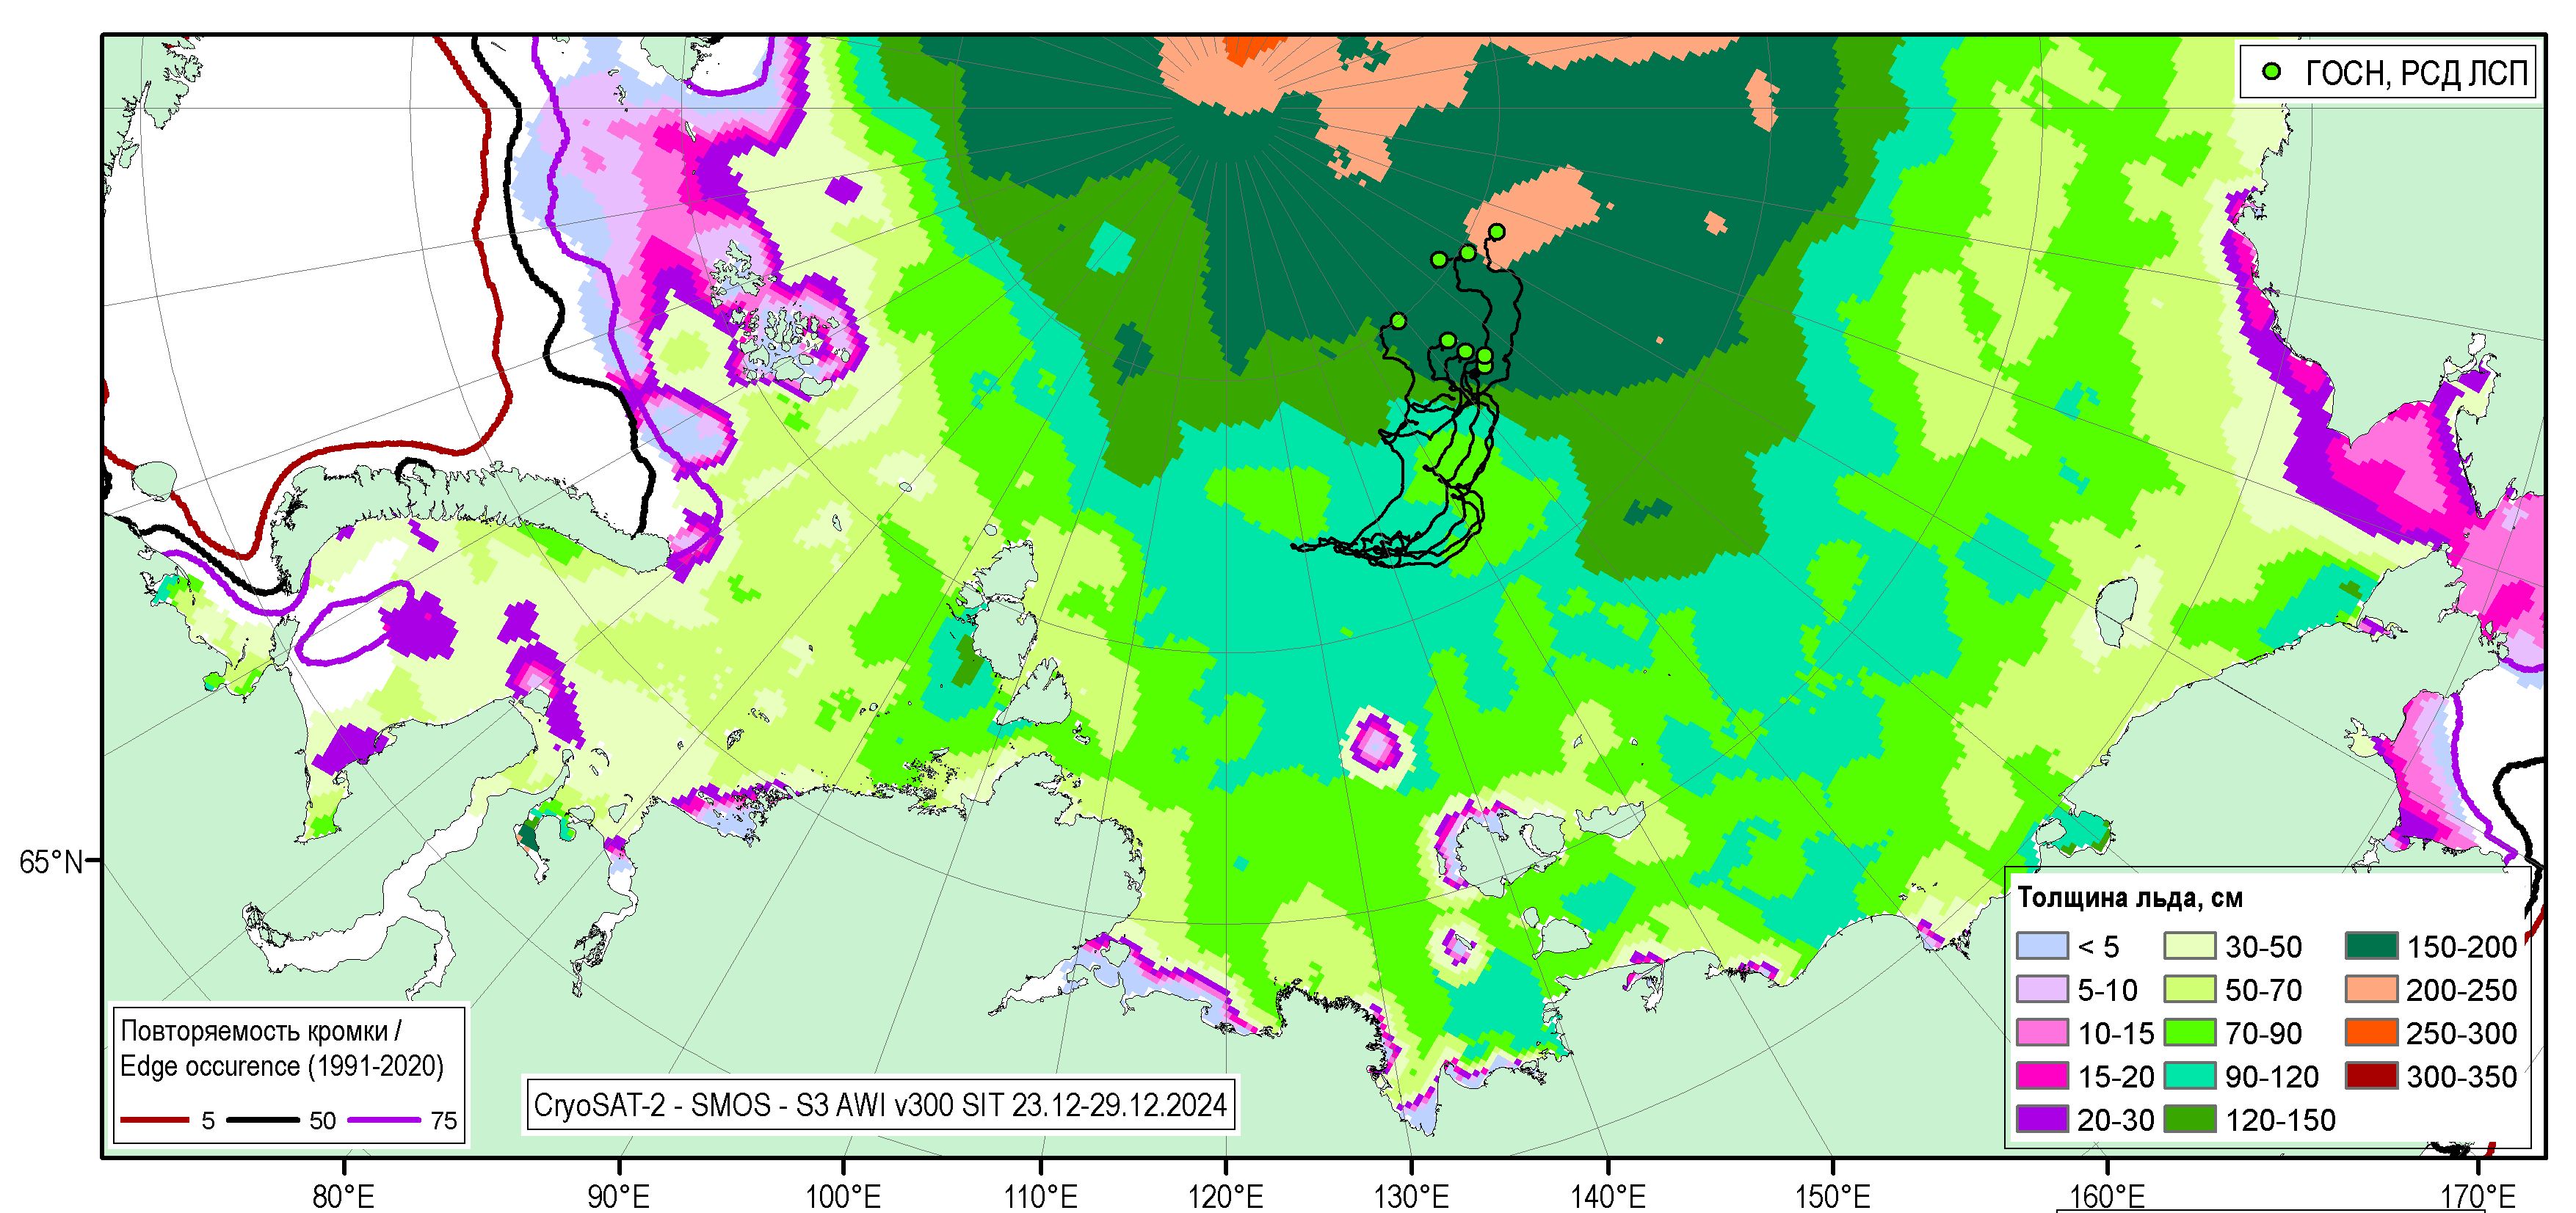 ГОСН, РСД ЛСП
65°N
Толщина льда, см
< 5
30-50
150-200
5-10
50-70
200-250
10-15
70-90
250-300
15-20
90-120
300-350
20-30
120-150
Повторяемость кромки /
Edge occurence (1991-2020)
5 50 75
CryoSAT-2 - SMOS - S3 AWI v300 SIT 23.12-29.12.2024
80°E 90°E 100°E 110°E 120°E 130°E 140°E 150°E 160°E 170°E